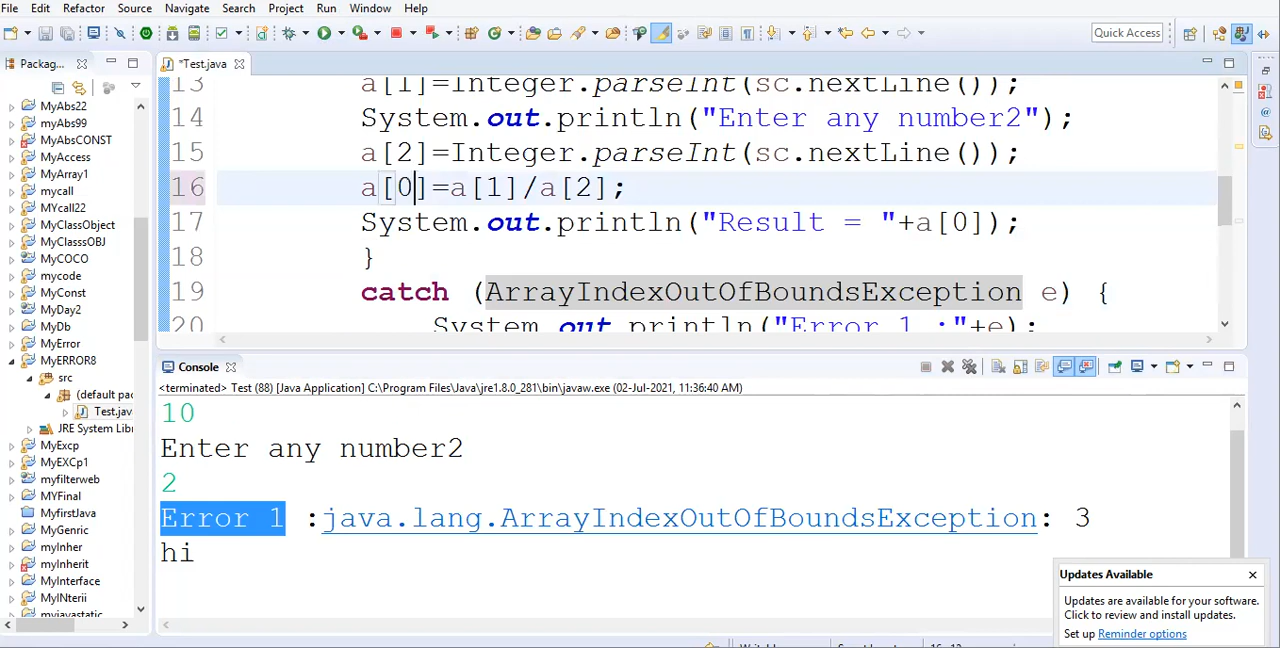 File Edit Refactor Source Navigate Search Project Run Window Help
Quick Access
Packag...
*Test.java
MyAbs22
MyAbs99
MyAbsCONST
MyAccess
MyArray1
mycall
MYcall22
MyClassObject
MyClasssOBJ
MyCOCO
mycode
MyConst
MyDay2
MyDb
MyError
MyERROR8
src
(default pac
Test.jav
JRE System Libr
MyExcp
MyEXCp1
myfilterweb
MYFinal
MyfirstJava
MyGenric
myInher
myInherit
MyInterface
MyINterii
myjavastatic
13 a[1]=Integer.parseInt(sc.nextLine());
14 System.out.println("Enter any number2");
15 a[2]=Integer.parseInt(sc.nextLine());
16 a[0]=a[1]/a[2];
17 System.out.println("Result = "+a[0]);
18 }
19 catch (ArrayIndexOutOfBoundsException e) {
20 System.out.println("Error 1 :"+e);
Console
<terminated> Test (88) [Java Application] C:\Program Files\Java\jre1.8.0_281\bin\javaw.exe (02-Jul-2021, 11:36:40 AM)
10
Enter any number2
2
Error 1 :java.lang.ArrayIndexOutOfBoundsException: 3
hi
Updates Available
Updates are available for your software.
Click to review and install updates.
Set up Reminder options